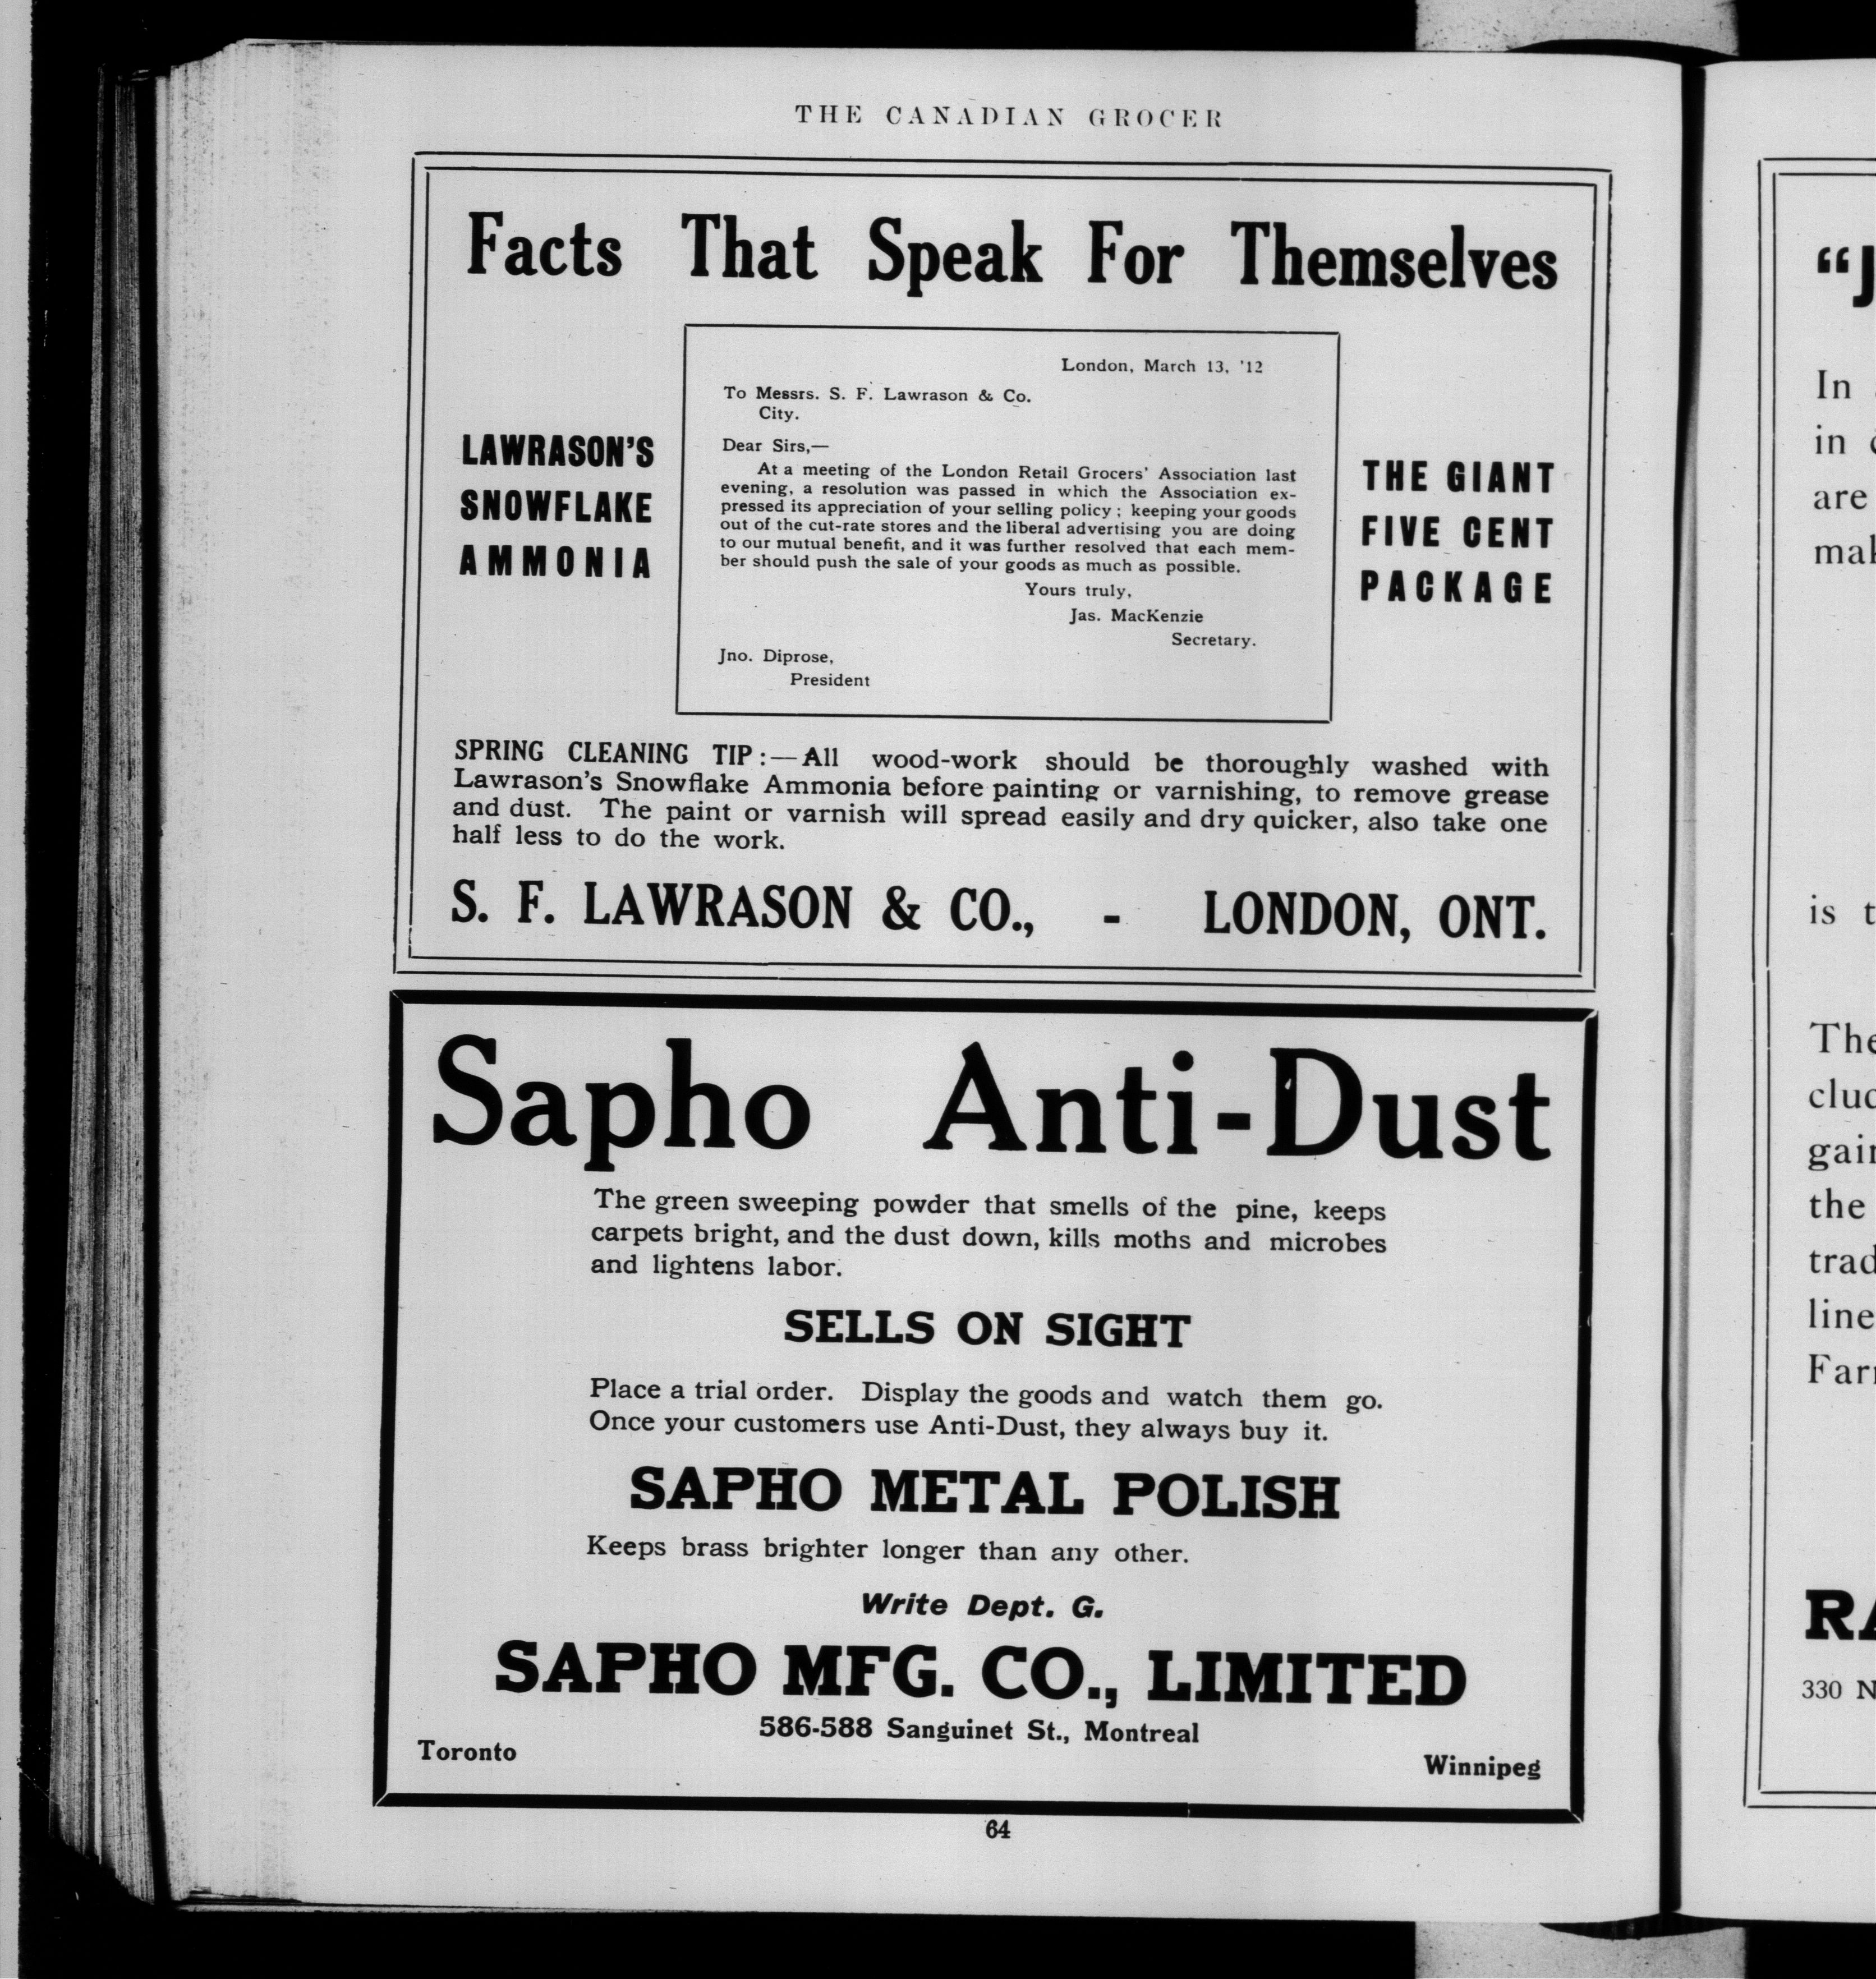 THE CANADIAN GROCER
Facts That Speak For Themselves
LAWRASON'S
SNOWFLAKE
AMMONIA
London, March 13, '12
To Messrs. S. F. Lawrason & Co.
City.
Dear Sirs,—
At a meeting of the London Retail Grocers' Association last
evening, a resolution was passed in which the Association ex-
pressed its appreciation of your selling policy; keeping your goods
out of the cut-rate stores and the liberal advertising you are doing
to our mutual benefit, and it was further resolved that each mem-
ber should push the sale of your goods as much as possible.
Yours truly,
Jas. MacKenzie
Secretary.
Jno. Diprose,
President
THE GIANT
FIVE CENT
PACKAGE
SPRING CLEANING TIP:—All wood-work should be thoroughly washed with
Lawrason's Snowflake Ammonia before painting or varnishing, to remove grease
and dust. The paint or varnish will spread easily and dry quicker, also take one
half less to do the work.
S. F. LAWRASON & CO., - LONDON, ONT.
Sapho Anti-Dust
The green sweeping powder that smells of the pine, keeps
carpets bright, and the dust down, kills moths and microbes
and lightens labor.
SELLS ON SIGHT
Place a trial order. Display the goods and watch them go.
Once your customers use Anti-Dust, they always buy it.
SAPHO METAL POLISH
Keeps brass brighter longer than any other.
Write Dept. G.
SAPHO MFG. CO., LIMITED
586-588 Sanguinet St., Montreal
Toronto
Winnipeg
64
In
in
are
is
the
330